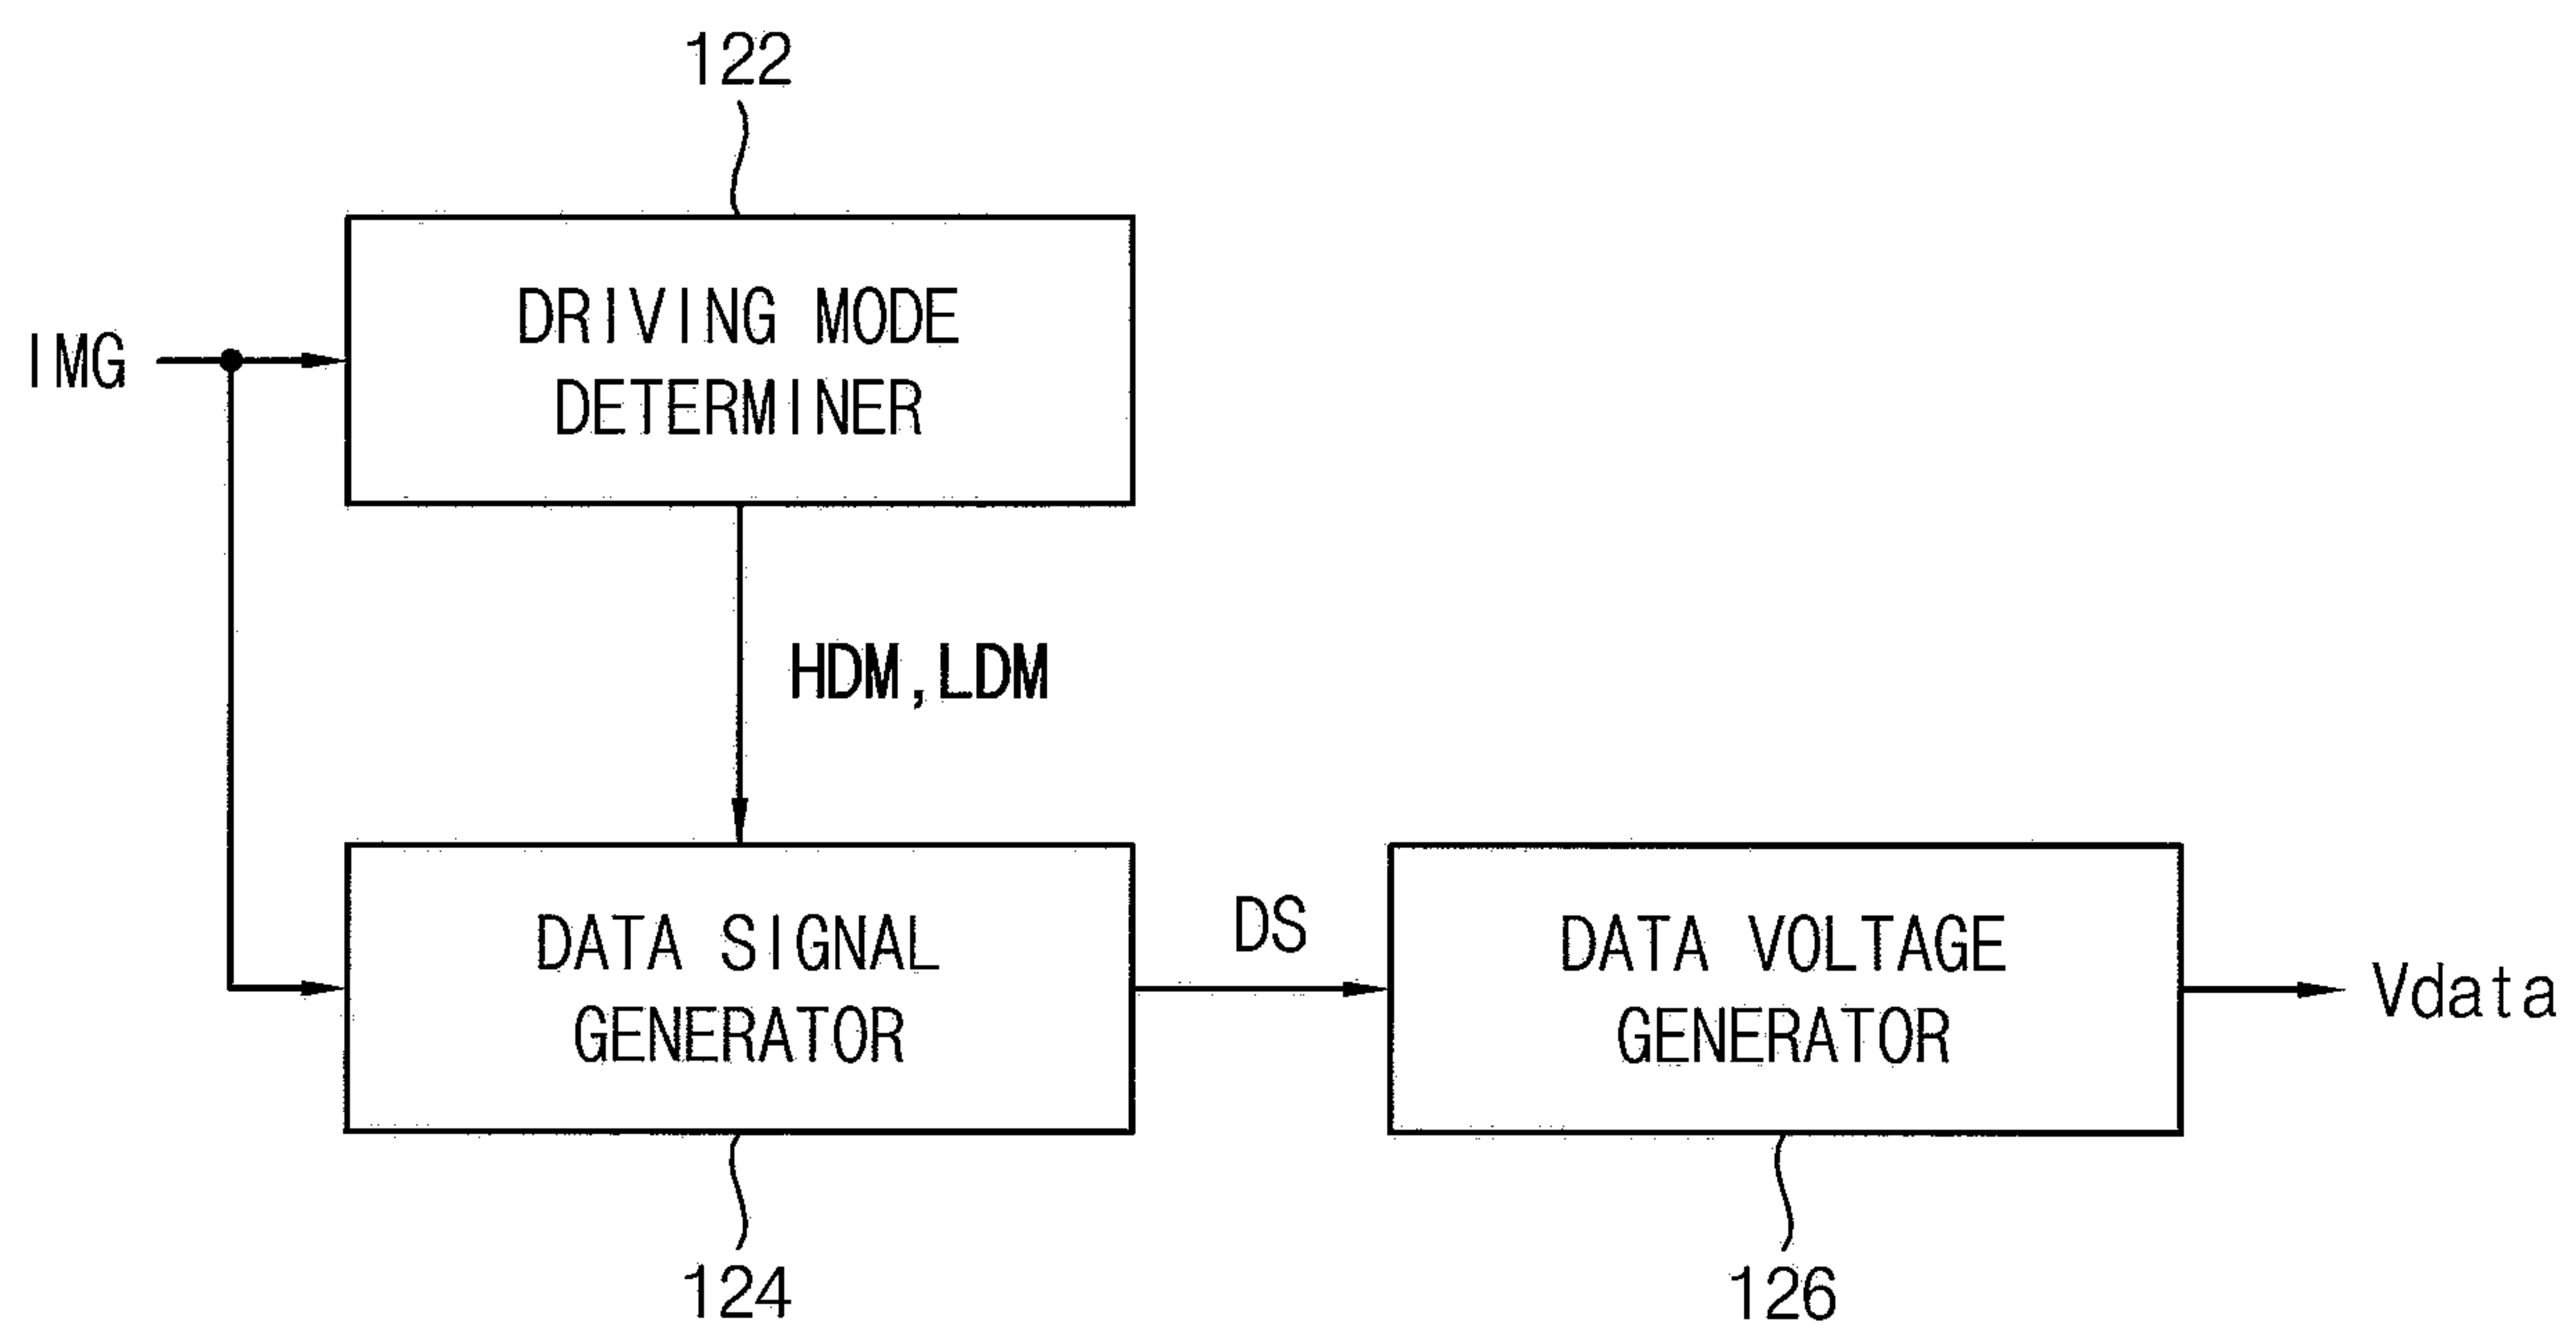 122
DRIVING MODE
DETERMINER
IMG
HDM,LDM
DATA SIGNAL
GENERATOR
DS
DATA VOLTAGE
GENERATOR
Vdata
124
126